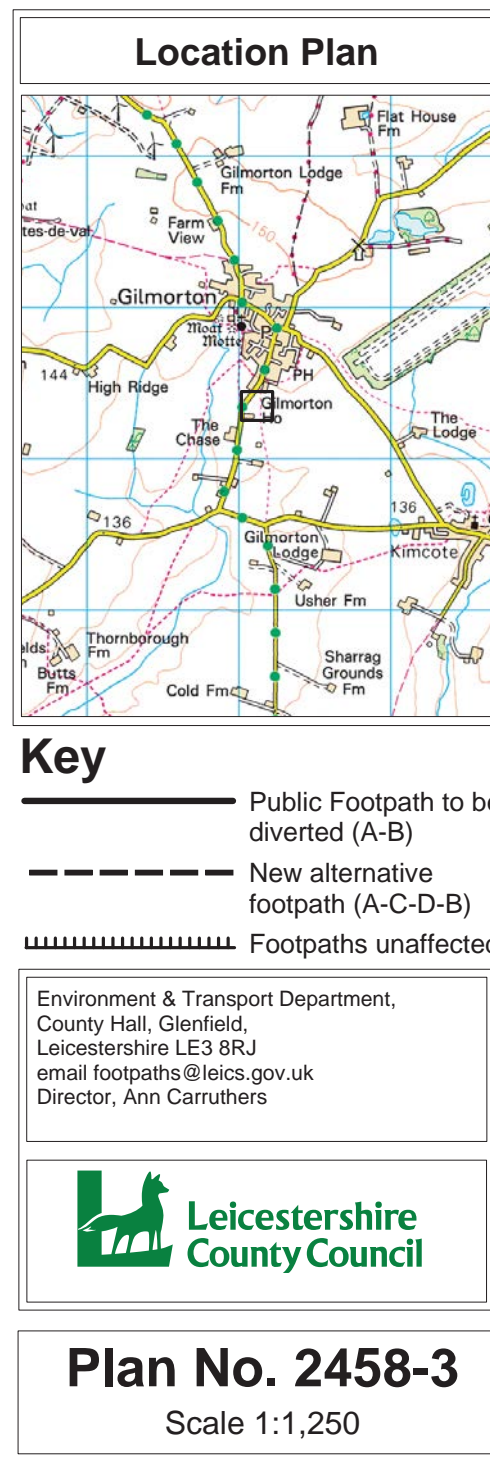 Location Plan
Flat House
Fm
Gilmorton Lodge
Fm
Farm
View
150
tes-de-val
Gilmorton
Moat
Motte
P
PH
144
High Ridge
Gilmorton
Ho
The
Chase
The
Lodge
136
136
Gilmorton
Lodge
Kimcote
Usher Fm
Thornborough
Fm
Butts
Fm
Sharrag
Grounds
Fm
Cold Fm
Key
Public Footpath to be
diverted (A-B)
New alternative
footpath (A-C-D-B)
Footpaths unaffected
Environment & Transport Department,
County Hall, Glenfield,
Leicestershire LE3 8RJ
email footpaths@leics.gov.uk
Director, Ann Carruthers
Leicestershire
County Council
Plan No. 2458-3
Scale 1:1,250